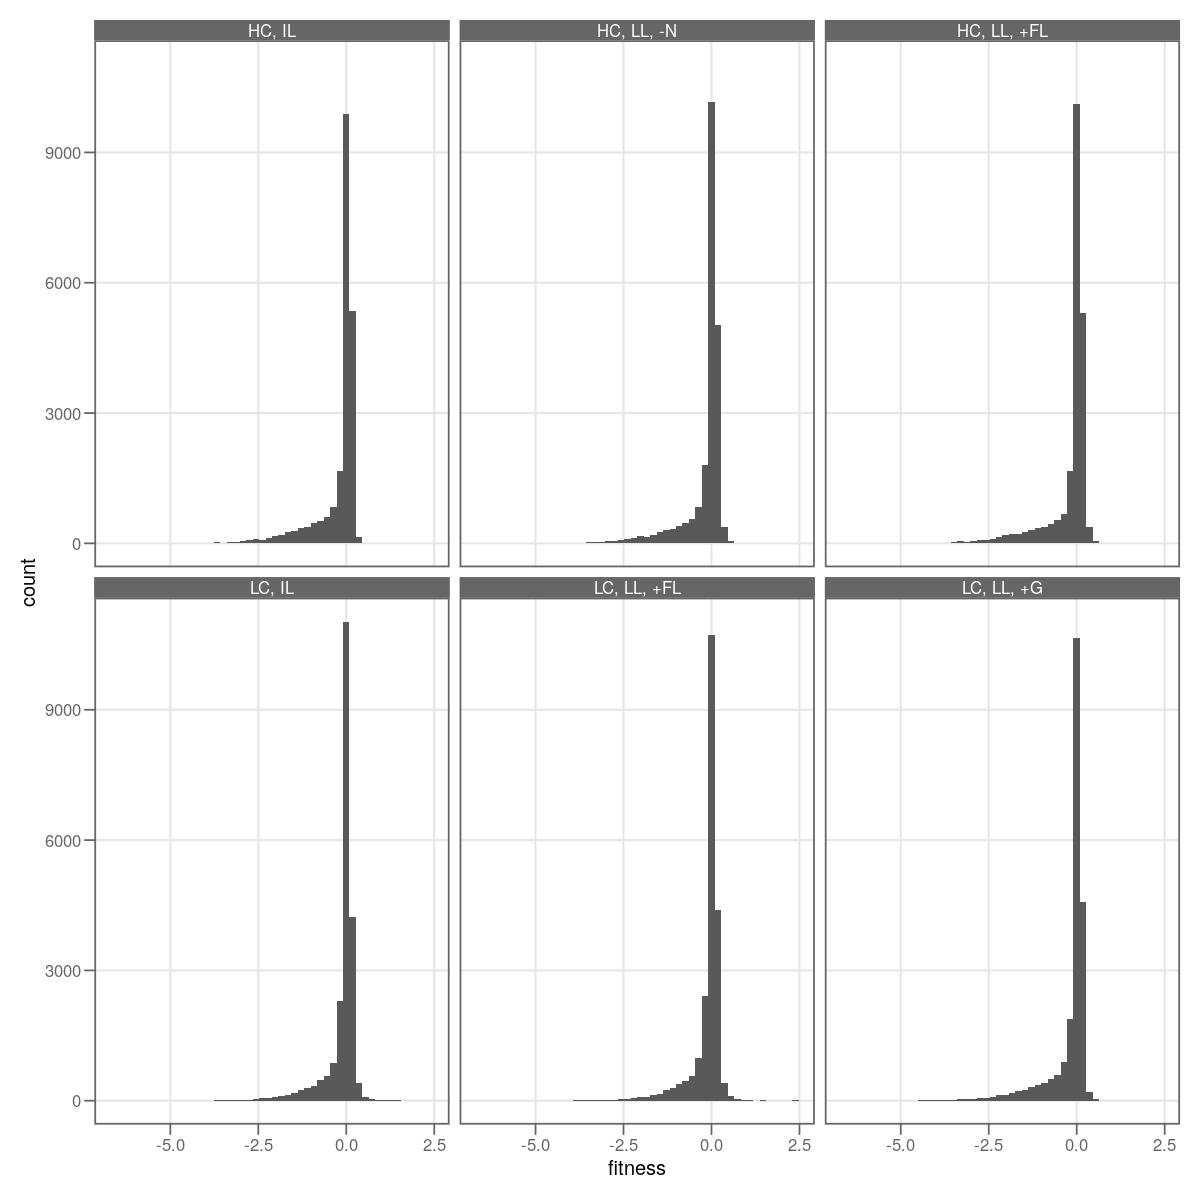 HC, IL
HC, LL, -N
HC, LL, +FL
9000
6000
3000
0
count
LC, IL
LC, LL, +FL
LC, LL, +G
9000
6000
3000
0
-5.0 -2.5 0.0 2.5 -5.0 -2.5 0.0 2.5 -5.0 -2.5 0.0 2.5
fitness